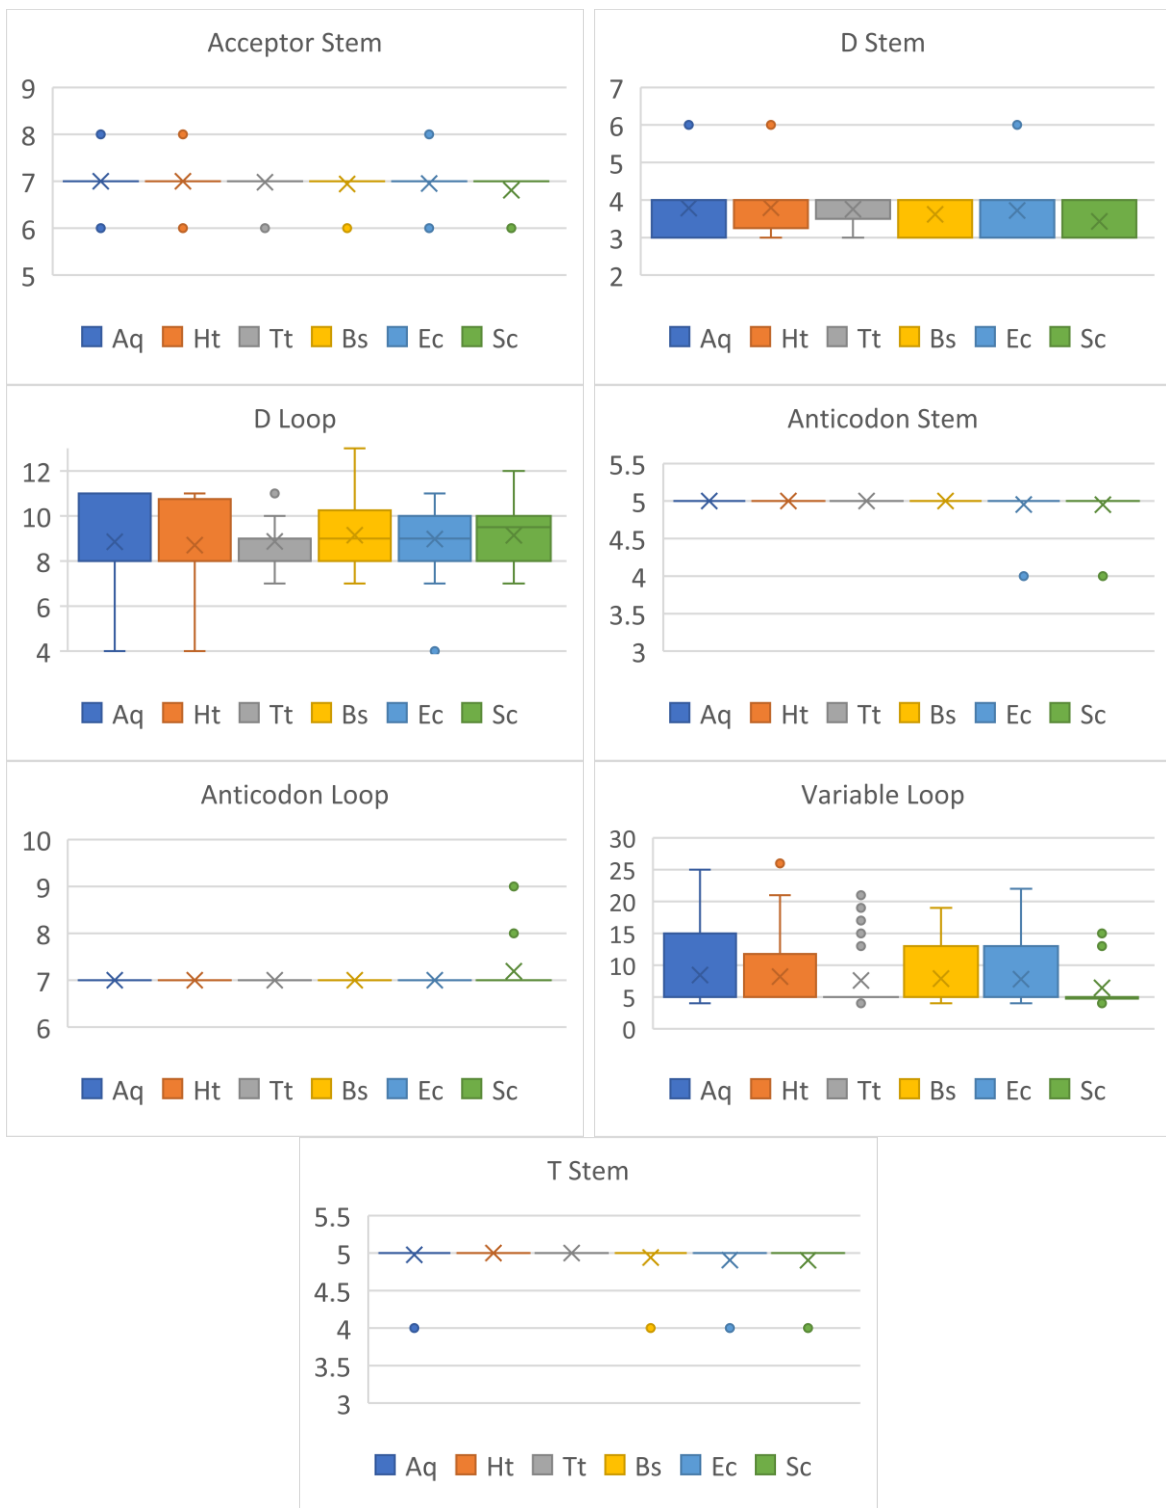 Acceptor Stem
9
8
7
6
5
Aq Ht Tt Bs Ec Sc
D Stem
7
6
5
4
3
2
Aq Ht Tt Bs Ec Sc
D Loop
12
10
8
6
4
Aq Ht Tt Bs Ec Sc
Anticodon Stem
5.5
5
4.5
4
3.5
3
Aq Ht Tt Bs Ec Sc
Anticodon Loop
10
9
8
7
6
Aq Ht Tt Bs Ec Sc
Variable Loop
30
25
20
15
10
5
0
Aq Ht Tt Bs Ec Sc
T Stem
5.5
5
4.5
4
3.5
3
Aq Ht Tt Bs Ec Sc